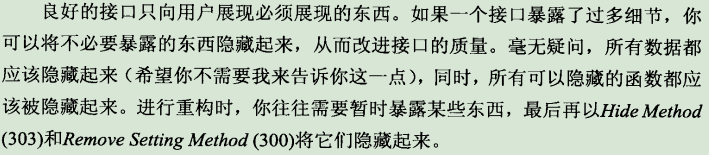 良好的接口只向用户展现必须展现的东西。如果一个接口暴露了过多细节，你
可以将不必要暴露的东西隐藏起来，从而改进接口的质量。毫无疑问，所有数据都
应该隐藏起来（希望你不需要我来告诉你这一点），同时，所有可以隐藏的函数都应
该被隐藏起来。进行重构时，你往往需要暂时暴露某些东西，最后再以Hide Method
(303)和Remove Setting Method (300)将它们隐藏起来。